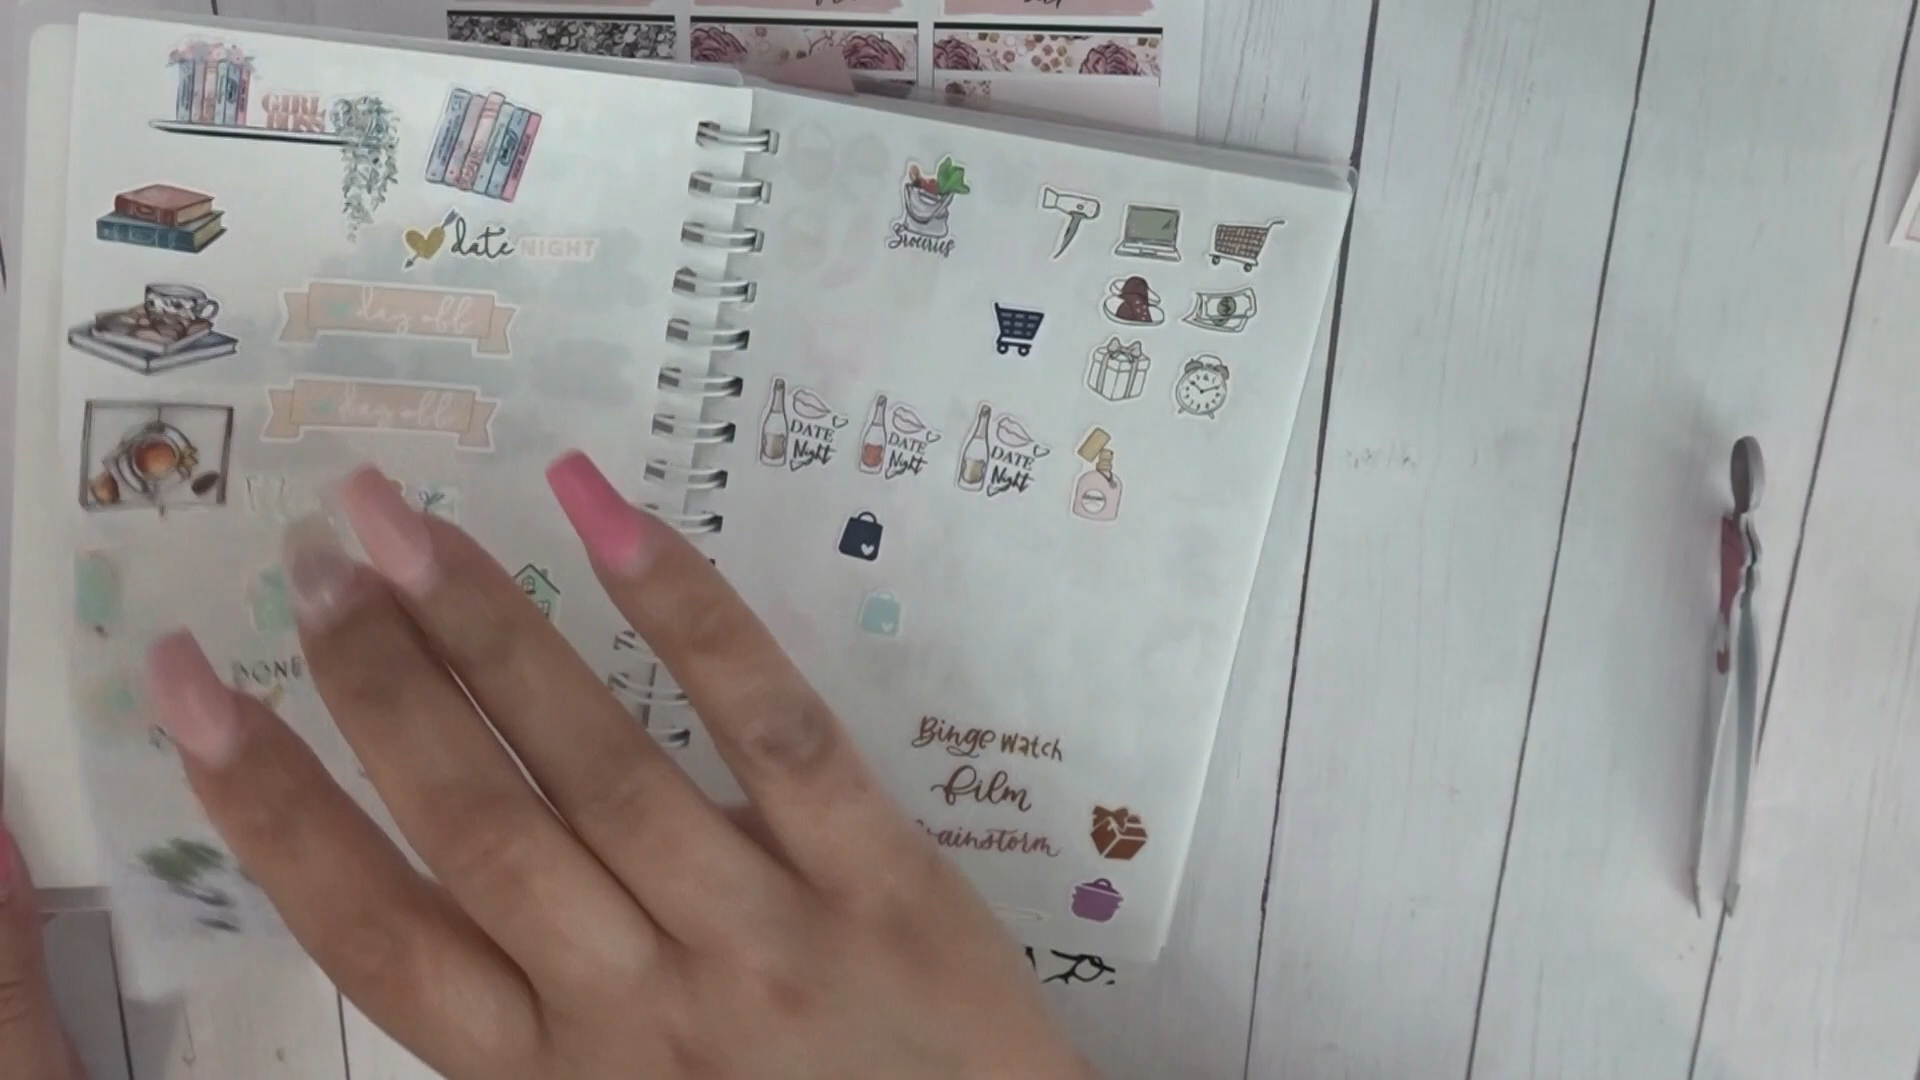 GIRL
BOSS
date NIGHT
day off
day off
DONE
Groceries
DATE
Night
DATE
Night
DATE
Night
Binge watch
film
ainstorm